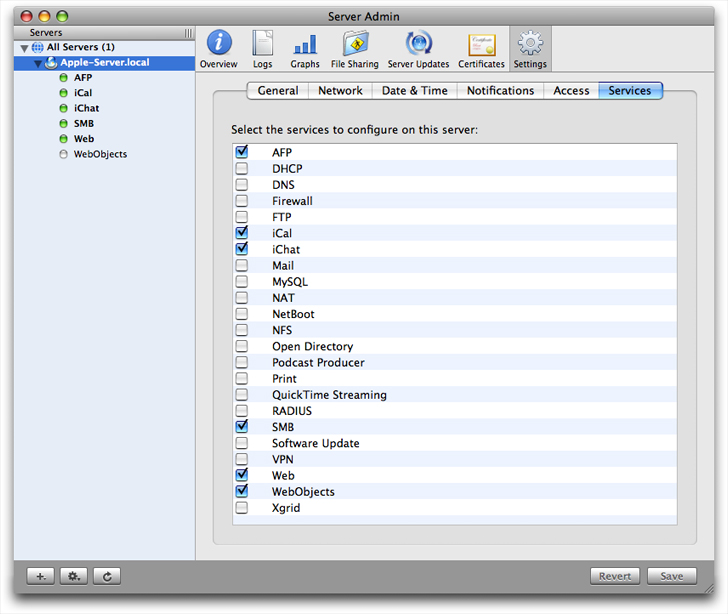 Server Admin
Servers
All Servers (1)
Apple-Server.local
AFP
iCal
iChat
SMB
Web
WebObjects
Overview Logs Graphs File Sharing Server Updates Certificates Settings
General Network Date & Time Notifications Access Services
Select the services to configure on this server:
AFP
DHCP
DNS
Firewall
FTP
iCal
iChat
Mail
MySQL
NAT
NetBoot
NFS
Open Directory
Podcast Producer
Print
QuickTime Streaming
RADIUS
SMB
Software Update
VPN
Web
WebObjects
Xgrid
Revert Save